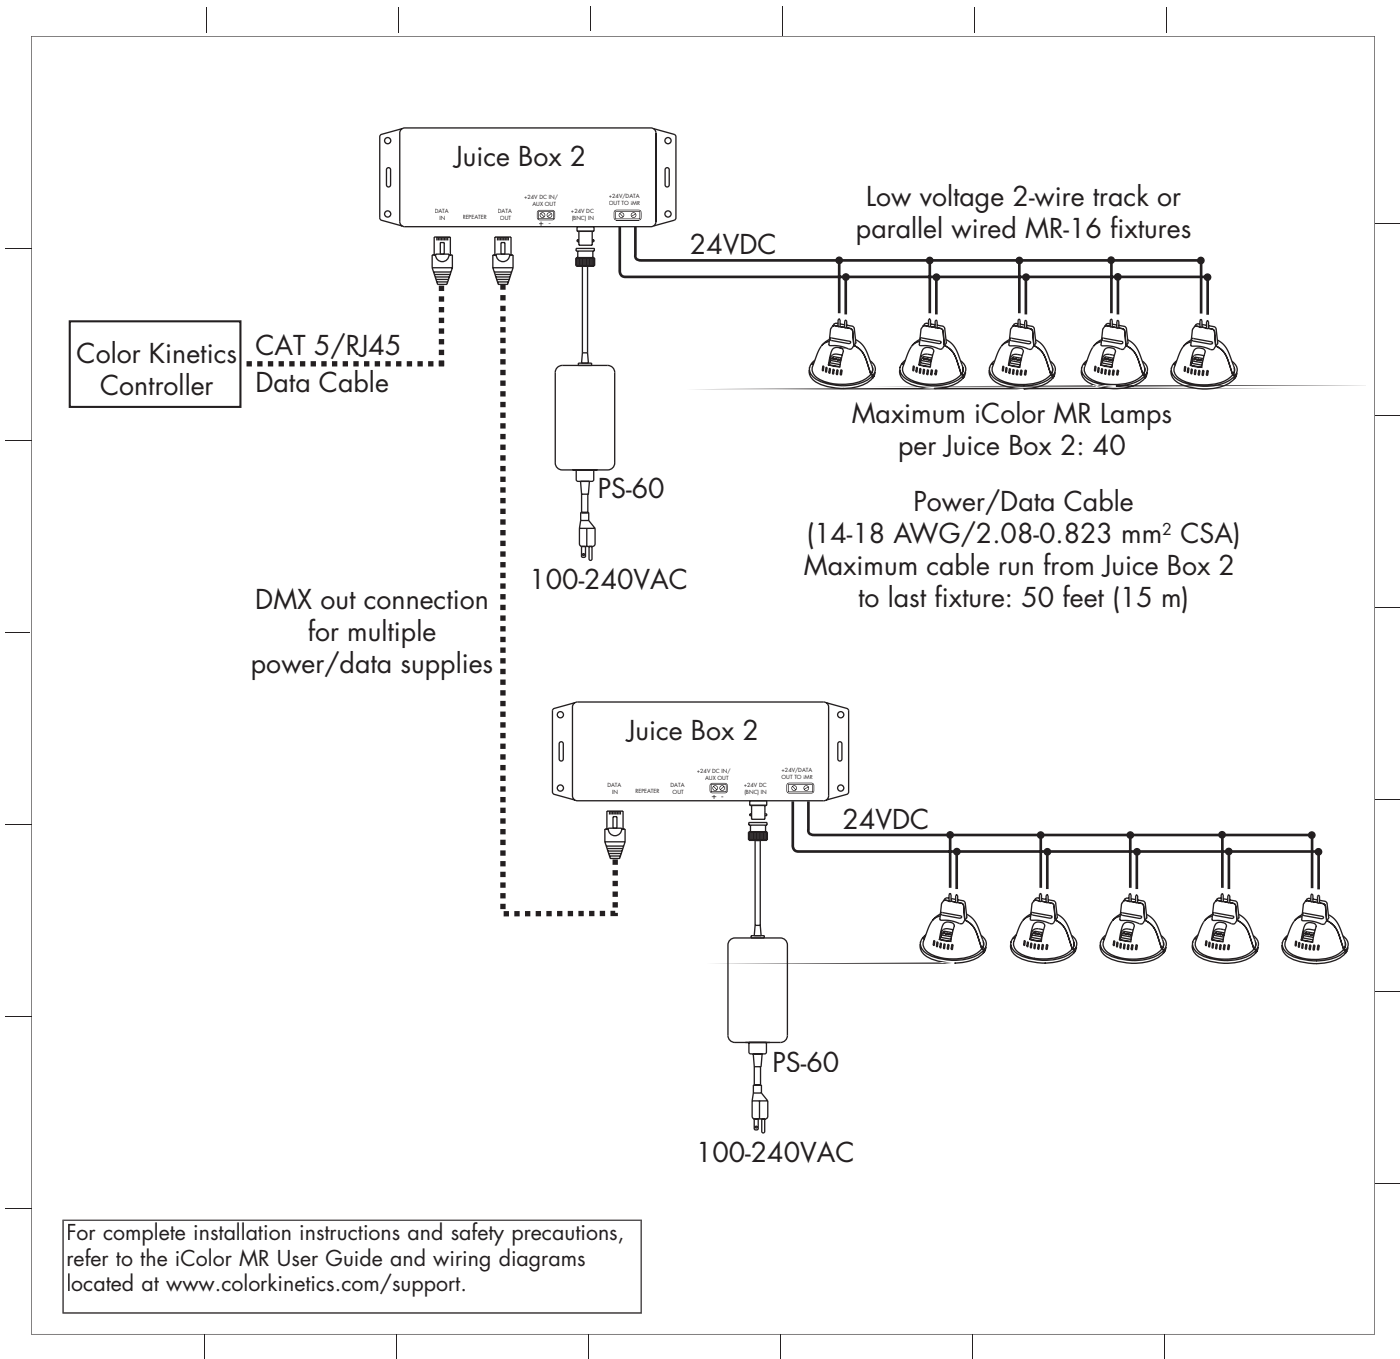 Juice Box 2
+24V DC IN/
AUX OUT
+24V/DATA
OUT TO iMR
DATA
IN
REPEATER
DATA
OUT
+24V DC
(BNC) IN
+ -
Low voltage 2-wire track or
parallel wired MR-16 fixtures
24VDC
Color Kinetics
Controller
CAT 5/RJ45
Data Cable
Maximum iColor MR Lamps
per Juice Box 2: 40
PS-60
100-240VAC
Power/Data Cable
(14-18 AWG/2.08-0.823 mm² CSA)
Maximum cable run from Juice Box 2
to last fixture: 50 feet (15 m)
DMX out connection
for multiple
power/data supplies
Juice Box 2
+24V DC IN/
AUX OUT
+24V/DATA
OUT TO iMR
DATA
IN
REPEATER
DATA
OUT
+24V DC
(BNC) IN
+ -
24VDC
PS-60
100-240VAC
For complete installation instructions and safety precautions,
refer to the iColor MR User Guide and wiring diagrams
located at www.colorkinetics.com/support.